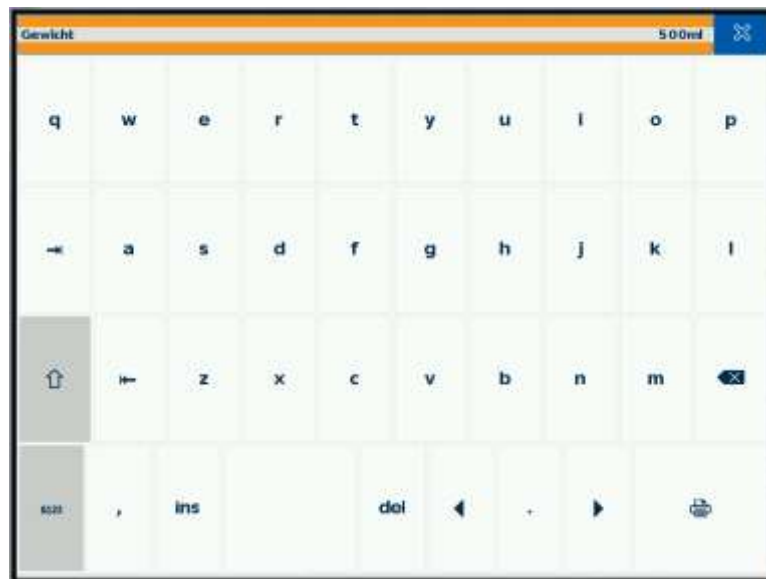 Gewicht 500ml
q w e r t y u i o p
a s d f g h j k l
z x c v b n m
, ins del .